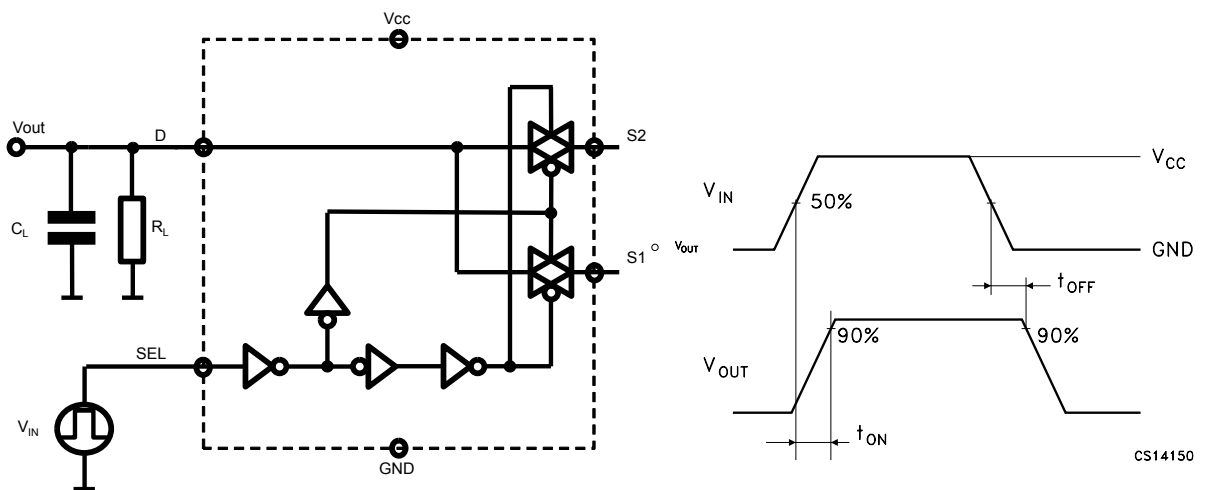 Vcc
Vout
D
S2
CL
RL
S1
VOUT
SEL
VIN
GND
VIN
50%
VCC
GND
tOFF
90%
90%
VOUT
tON
CS14150